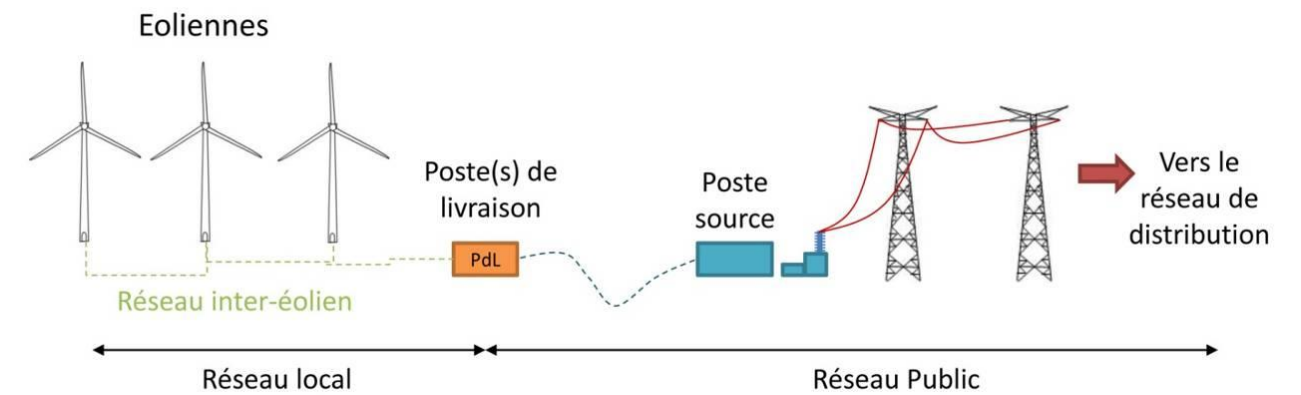 Eoliennes
Poste(s) de
livraison
PdL
Poste
source
Vers le
réseau de
distribution
Réseau inter-éolien
Réseau local
Réseau Public